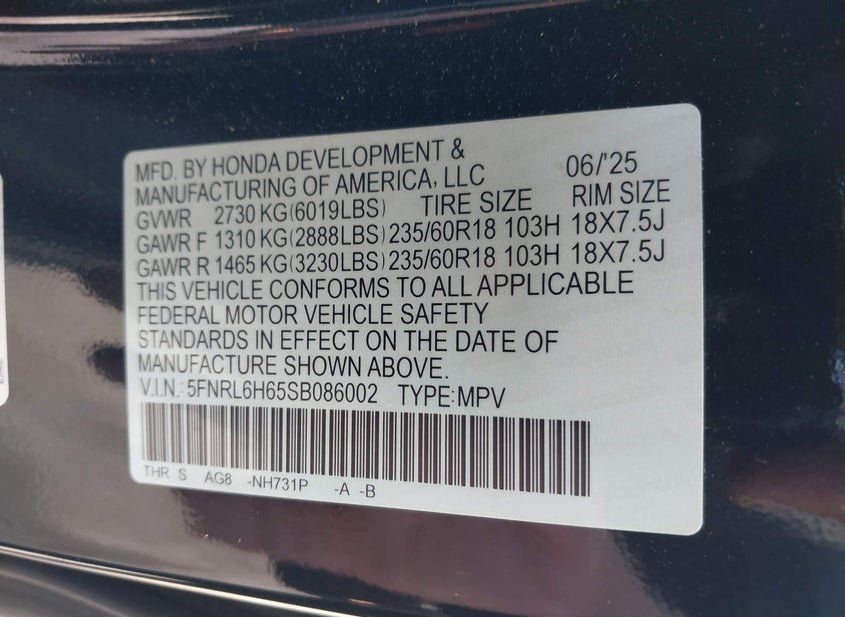 MFD. BY HONDA DEVELOPMENT & 06/'25
MANUFACTURING OF AMERICA, LLC
GVWR 2730 KG(6019LBS) TIRE SIZE RIM SIZE
GAWR F 1310 KG(2888LBS) 235/60R18 103H 18X7.5J
GAWR R 1465 KG(3230LBS) 235/60R18 103H 18X7.5J
THIS VEHICLE CONFORMS TO ALL APPLICABLE
FEDERAL MOTOR VEHICLE SAFETY
STANDARDS IN EFFECT ON THE DATE OF
MANUFACTURE SHOWN ABOVE.
V.I.N.: 5FNRL6H65SB086002 TYPE:MPV
THR S AG8 -NH731P -A -B